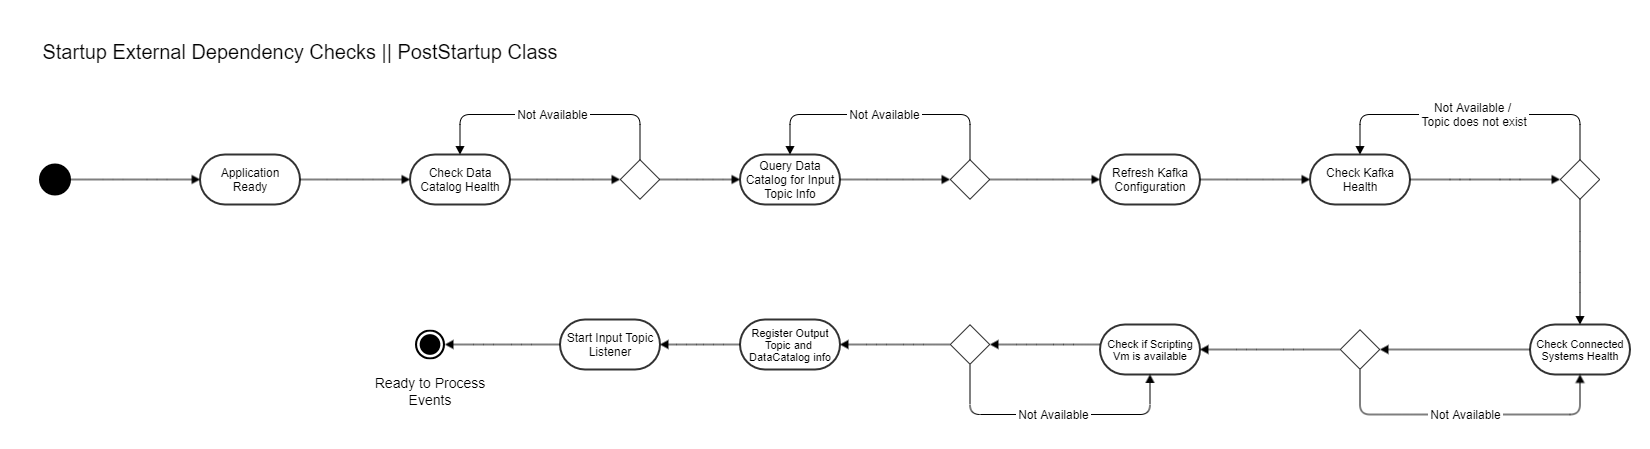 Startup External Dependency Checks || PostStartup Class
Not Available
Not Available
Not Available /
Topic does not exist
Application
Ready
Check Data
Catalog Health
Query Data
Catalog for Input
Topic Info
Refresh Kafka
Configuration
Check Kafka
Health
Start Input Topic
Listener
Register Output
Topic and
DataCatalog info
Check if Scripting
Vm is available
Check Connected
Systems Health
Ready to Process
Events
Not Available
Not Available